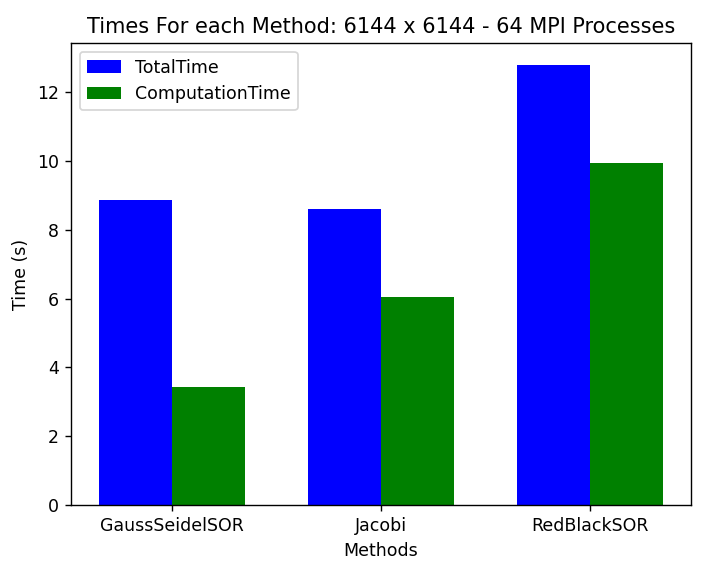 Times For each Method: 6144 x 6144 - 64 MPI Processes
TotalTime
ComputationTime
12
10
8
6
4
2
0
Time (s)
GaussSeidelSOR
Jacobi
RedBlackSOR
Methods